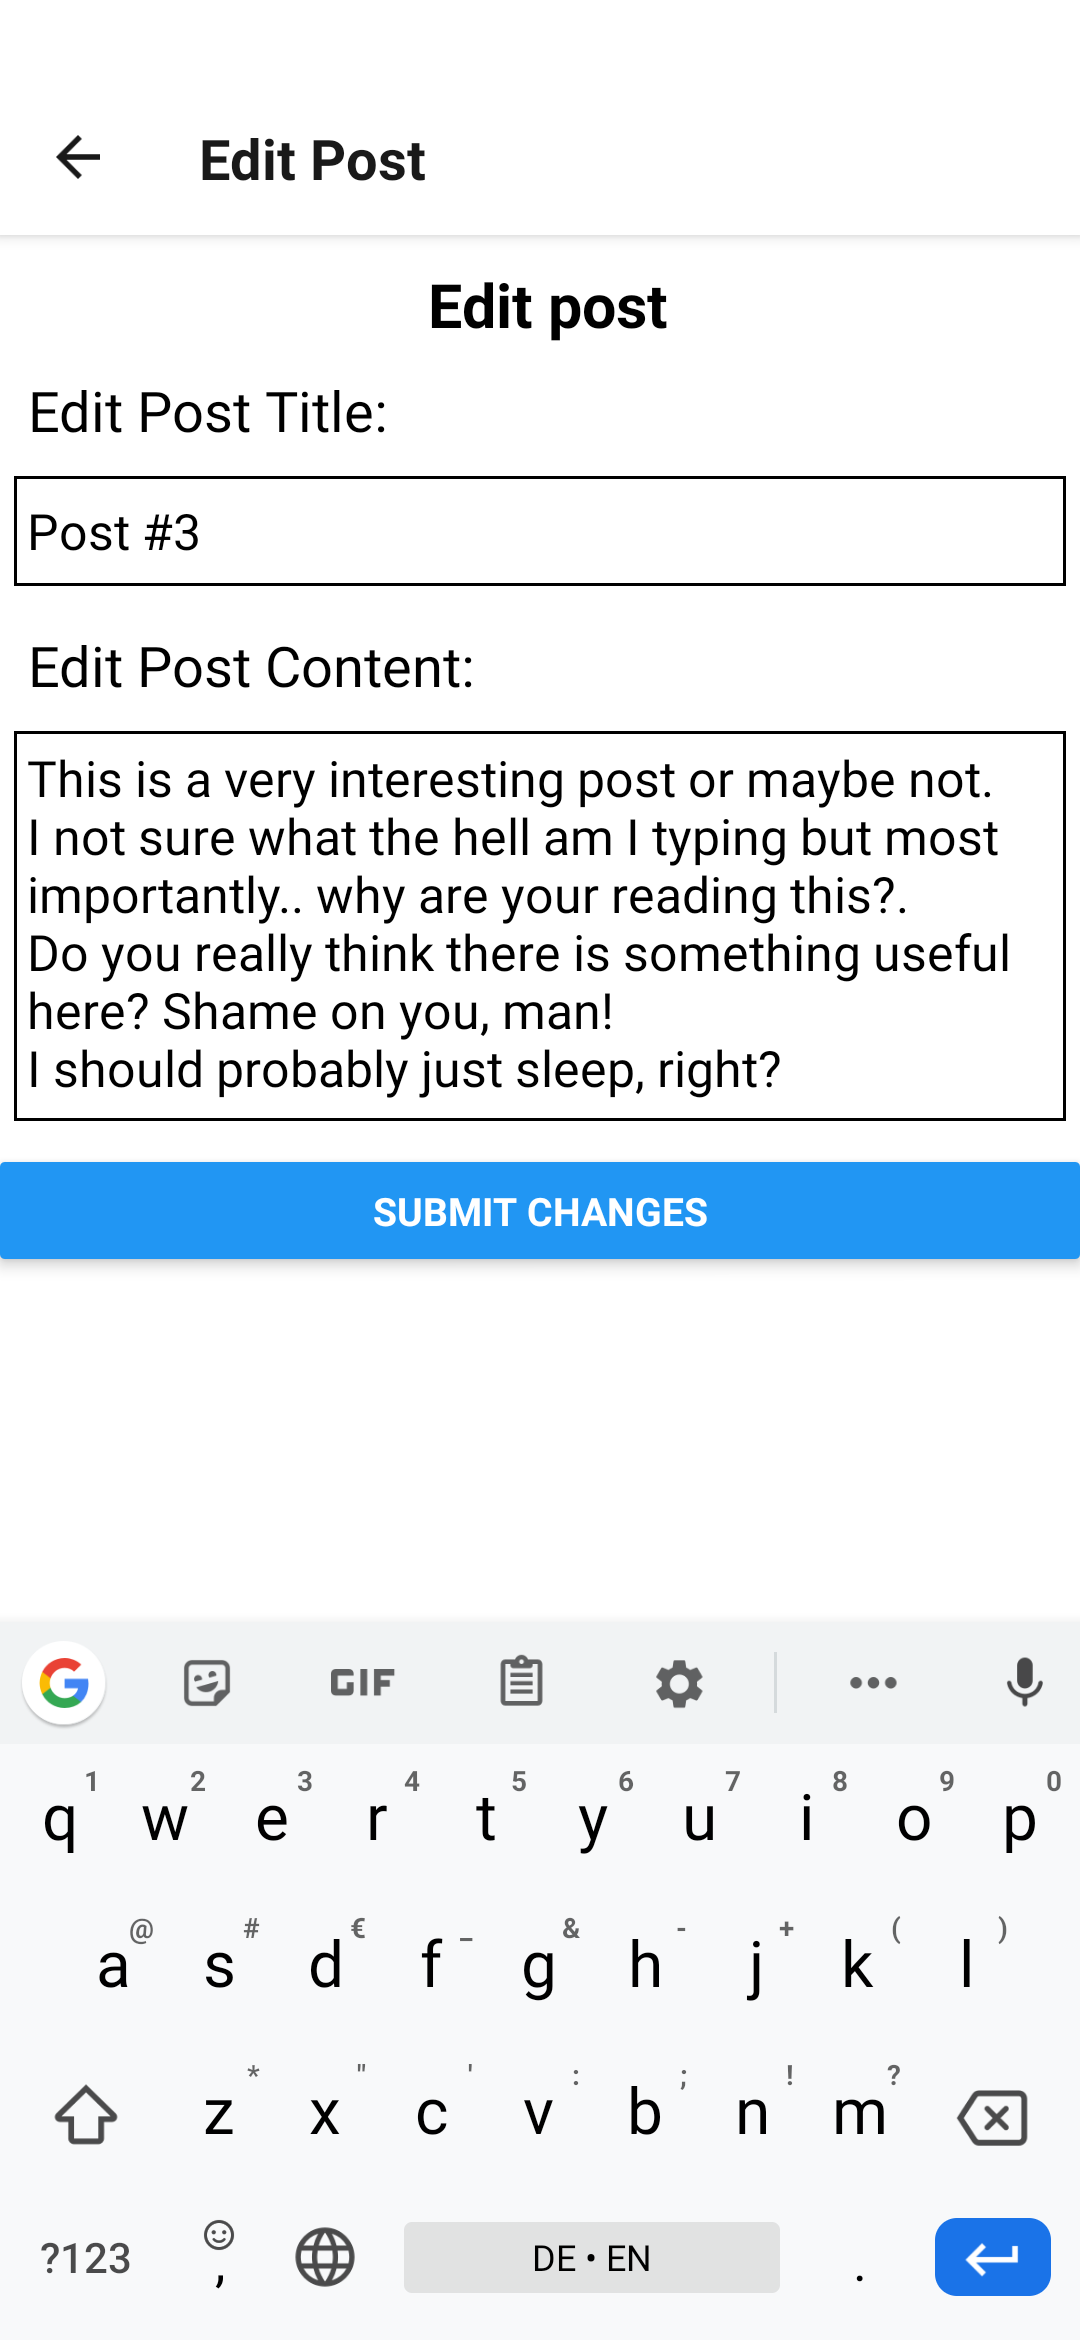 Edit Post
Edit post
Edit Post Title:
Post #3
Edit Post Content:
This is a very interesting post or maybe not.
I not sure what the hell am I typing but most
importantly.. why are your reading this?.
Do you really think there is something useful
here? Shame on you, man!
I should probably just sleep, right?
SUBMIT CHANGES
G GIF
1 2 3 4 5 6 7 8 9 0
q w e r t y u i o p
@ # € _ & - + ( )
a s d f g h j k l
* " ' : ; ! ?
z x c v b n m
?123 , DE • EN .